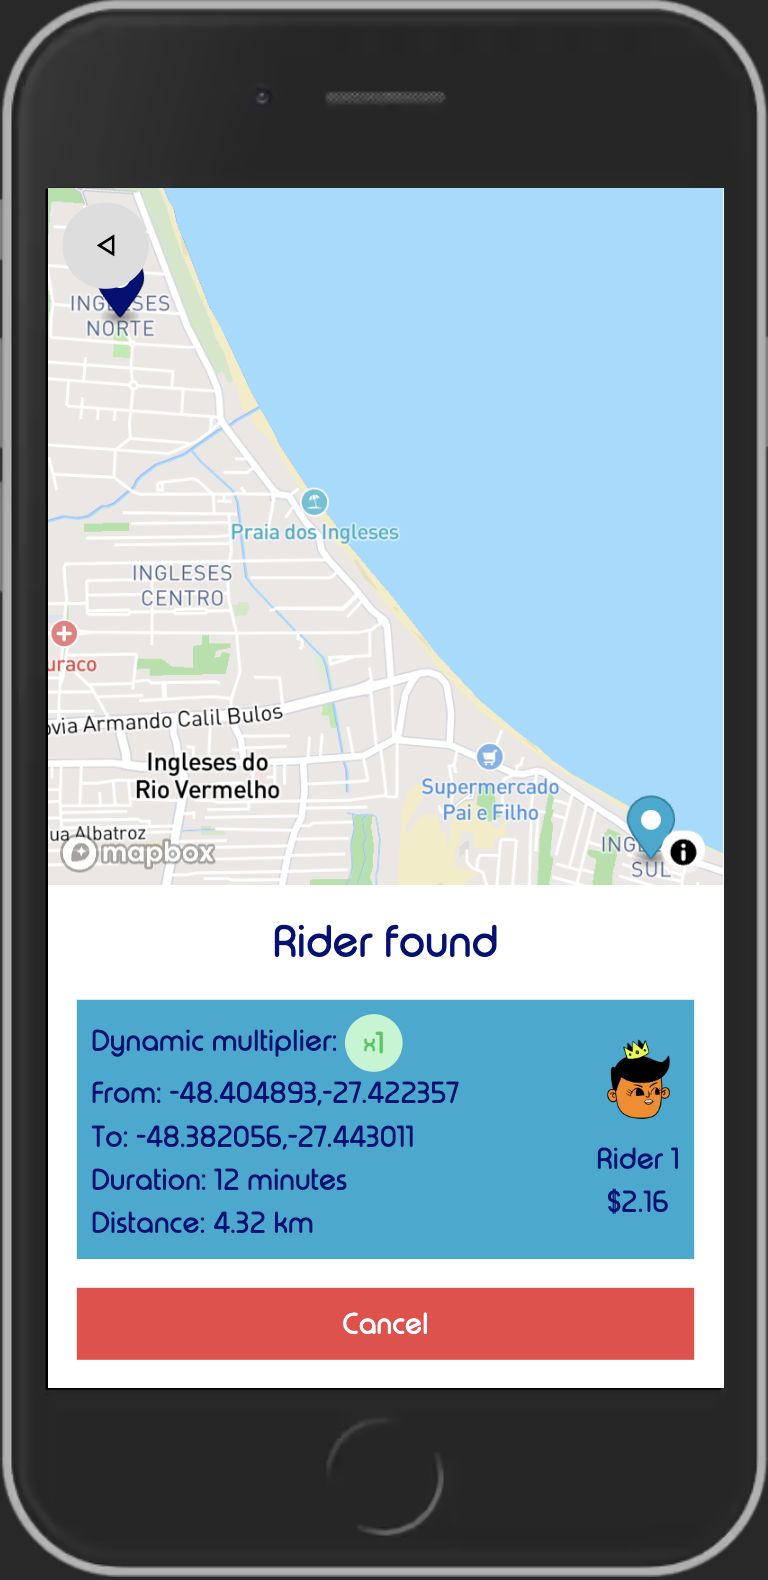 INGLESES
NORTE
Praia dos Ingleses
INGLESES
CENTRO
uraco
ovia Armando Calil Bulos
Ingleses do
Rio Vermelho
Supermercado
Pai e Filho
ua Albatroz
mapbox
ING
SUL
Rider found
Dynamic multiplier: x1
From: -48.404893,-27.422357
To: -48.382056,-27.443011
Duration: 12 minutes
Distance: 4.32 km
Rider 1
$2.16
Cancel